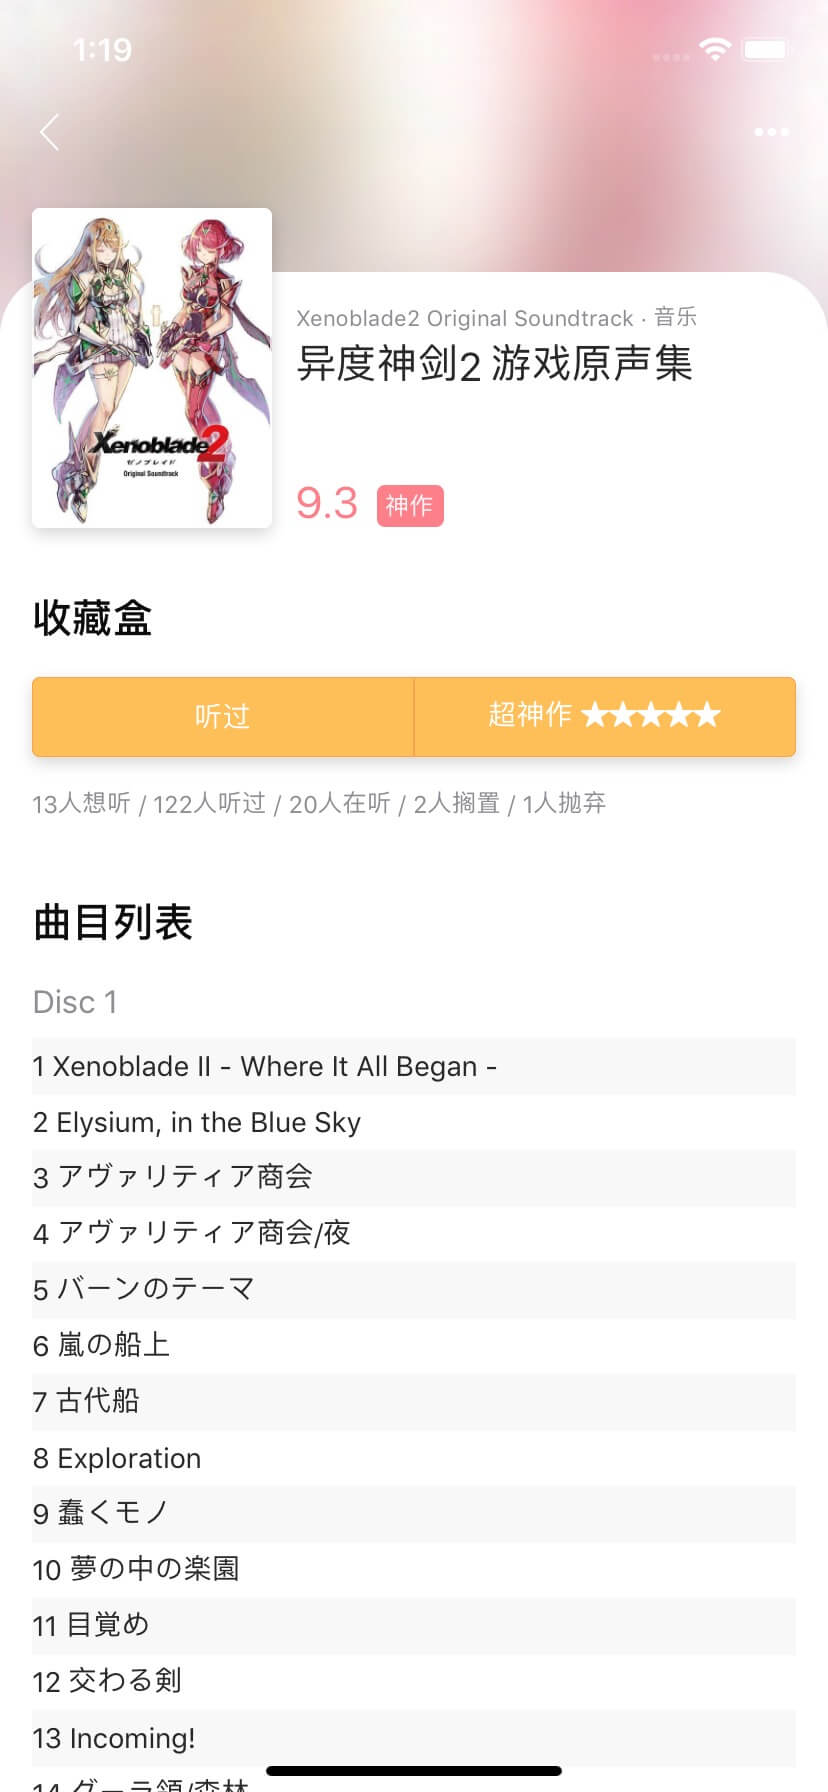 1:19
Xenoblade2 Original Soundtrack · 音乐
异度神剑2 游戏原声集
Xenoblade2
ゼノブレイド
Original Soundtrack
9.3 神作
收藏盒
听过
超神作 ★★★★★
13人想听 / 122人听过 / 20人在听 / 2人搁置 / 1人抛弃
曲目列表
Disc 1
1 Xenoblade II - Where It All Began -
2 Elysium, in the Blue Sky
3 アヴァリティア商会
4 アヴァリティア商会/夜
5 バーンのテーマ
6 嵐の船上
7 古代船
8 Exploration
9 蠢くモノ
10 夢の中の楽園
11 目覚め
12 交わる剣
13 Incoming!
14 グーラ領/森林